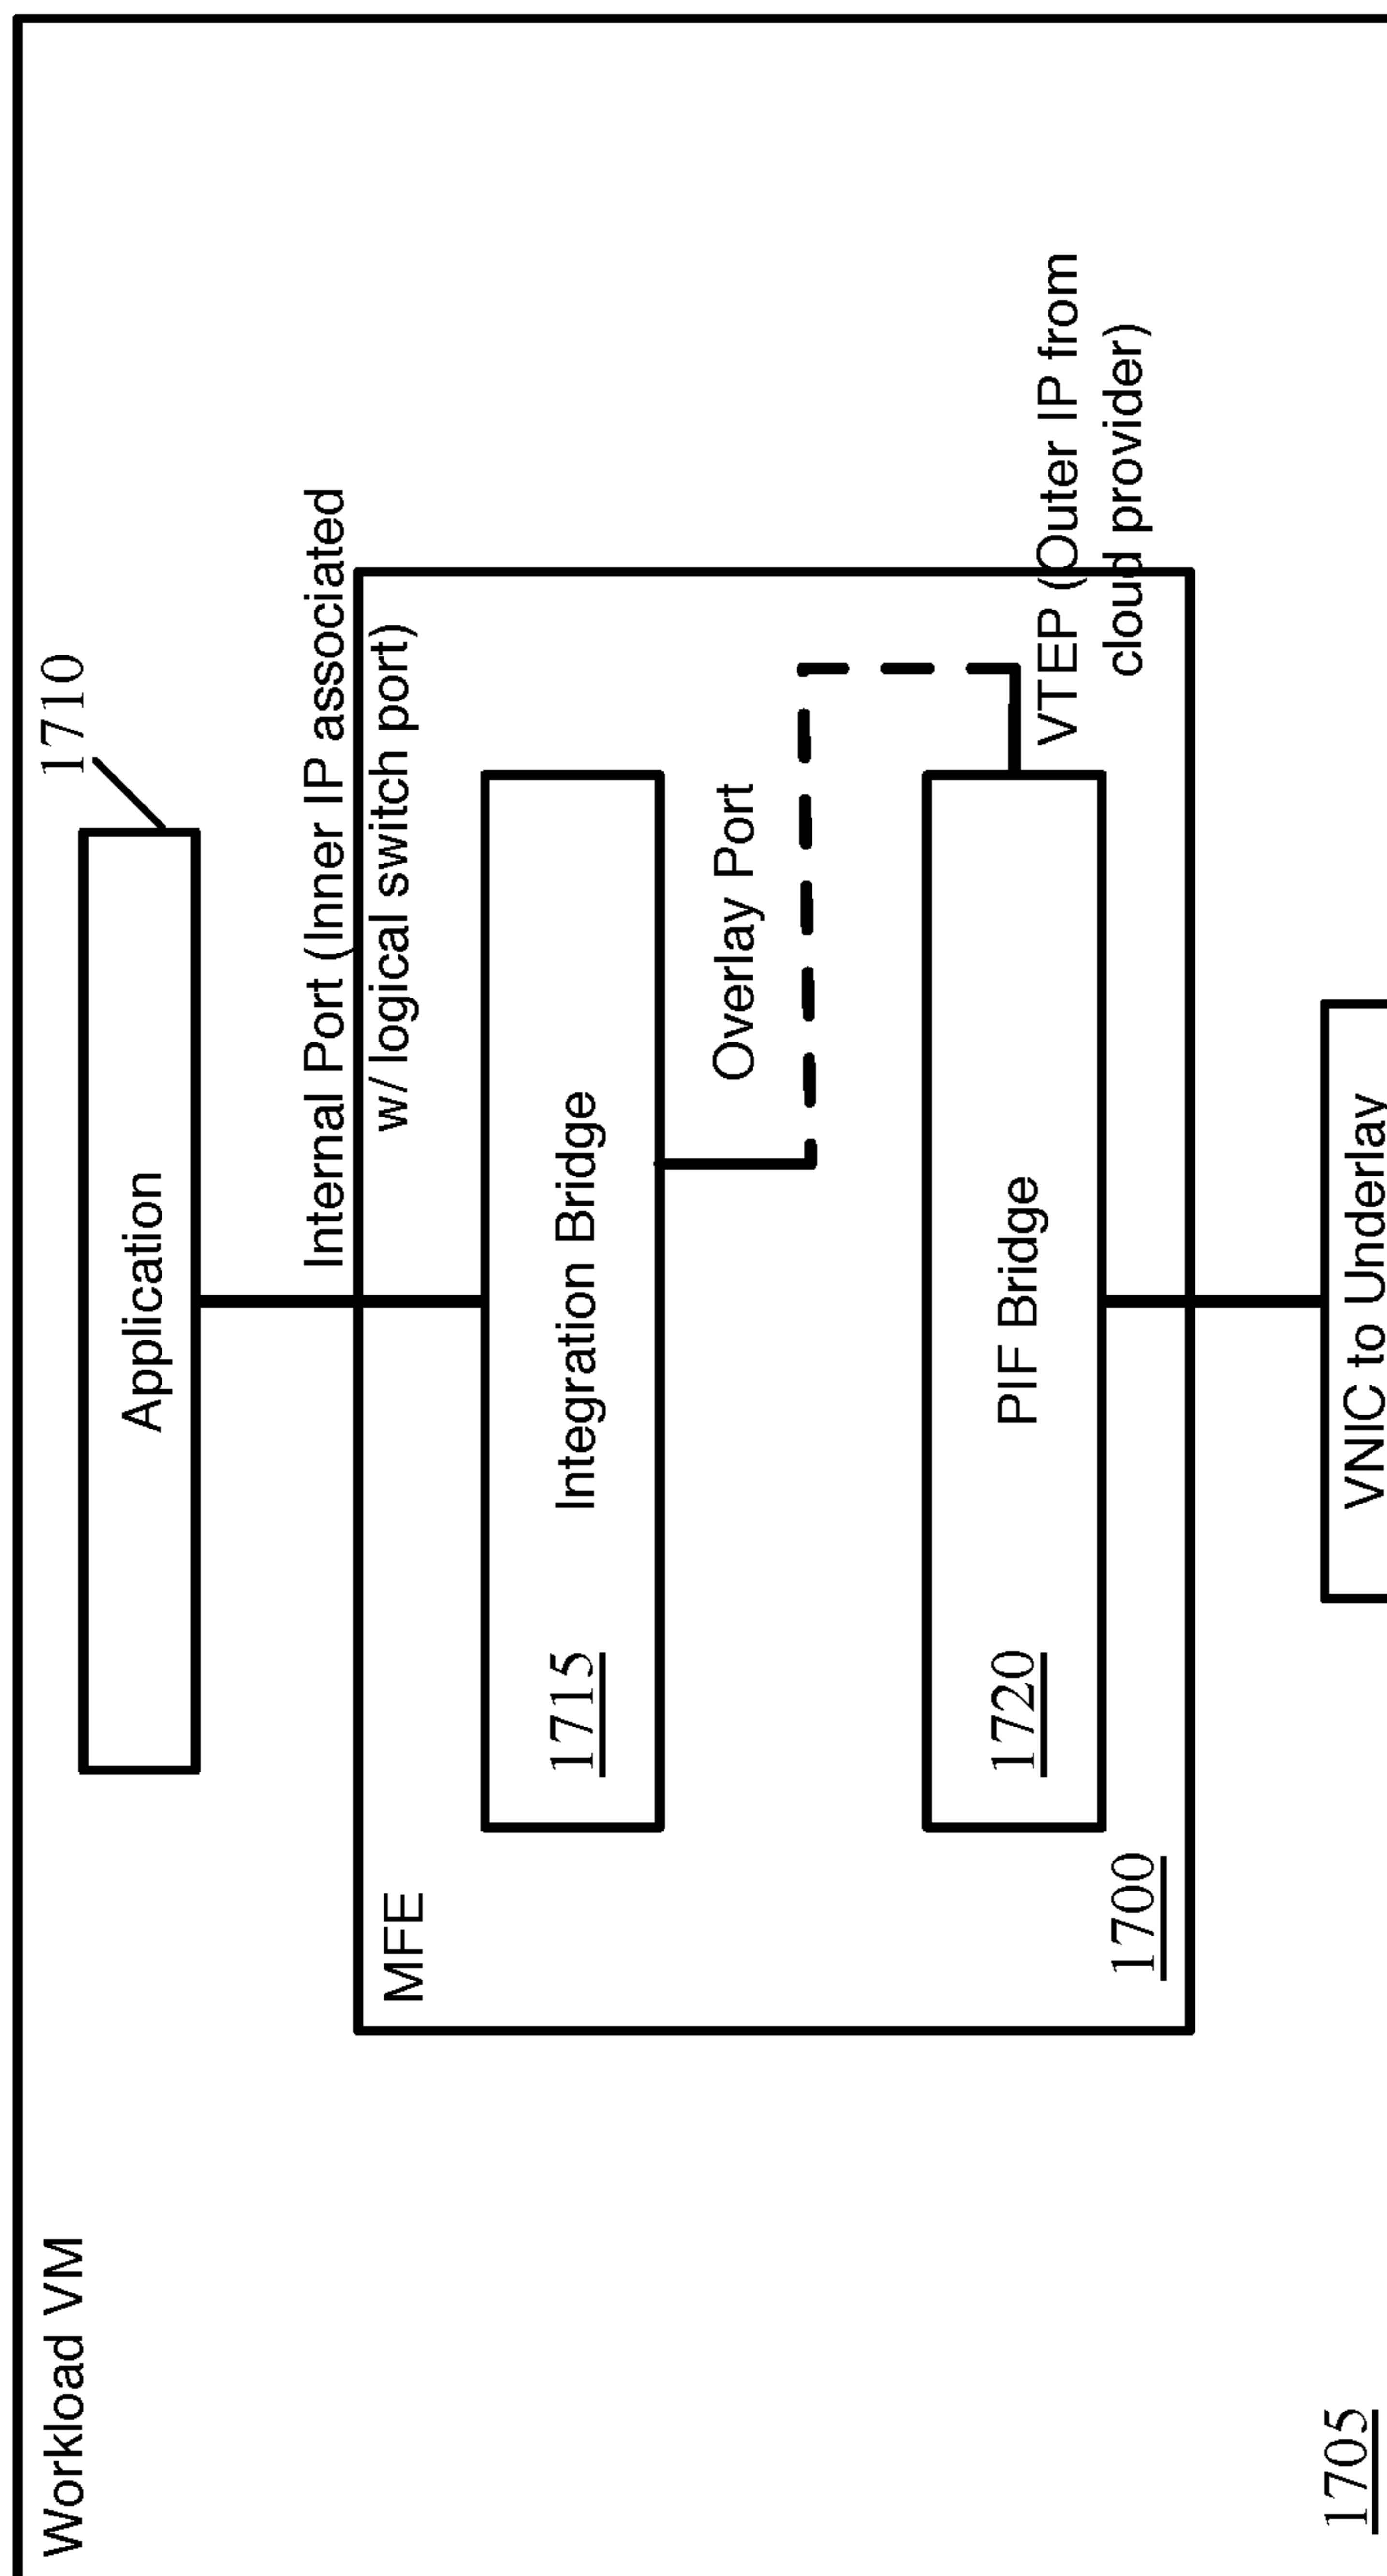 Workload VM
1710
Application
Internal Port (Inner IP associated
w/ logical switch port)
MFE
1715
Integration Bridge
Overlay Port
1720
PIF Bridge
VTEP (Outer IP from
cloud provider)
1700
VNIC to Underlay
1705